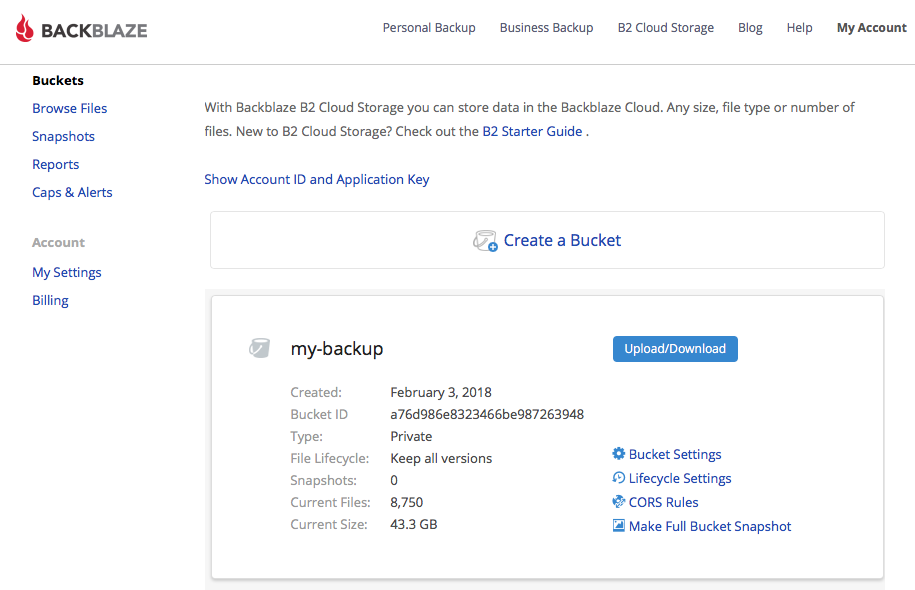 BACKBLAZE
Personal Backup Business Backup B2 Cloud Storage Blog Help My Account
Buckets
Browse Files
Snapshots
Reports
Caps & Alerts
Account
My Settings
Billing
With Backblaze B2 Cloud Storage you can store data in the Backblaze Cloud. Any size, file type or number of
files. New to B2 Cloud Storage? Check out the B2 Starter Guide .
Show Account ID and Application Key
Create a Bucket
my-backup
Upload/Download
Created: February 3, 2018
Bucket ID a76d986e8323466be987263948
Type: Private
File Lifecycle: Keep all versions
Snapshots: 0
Current Files: 8,750
Current Size: 43.3 GB
Bucket Settings
Lifecycle Settings
CORS Rules
Make Full Bucket Snapshot